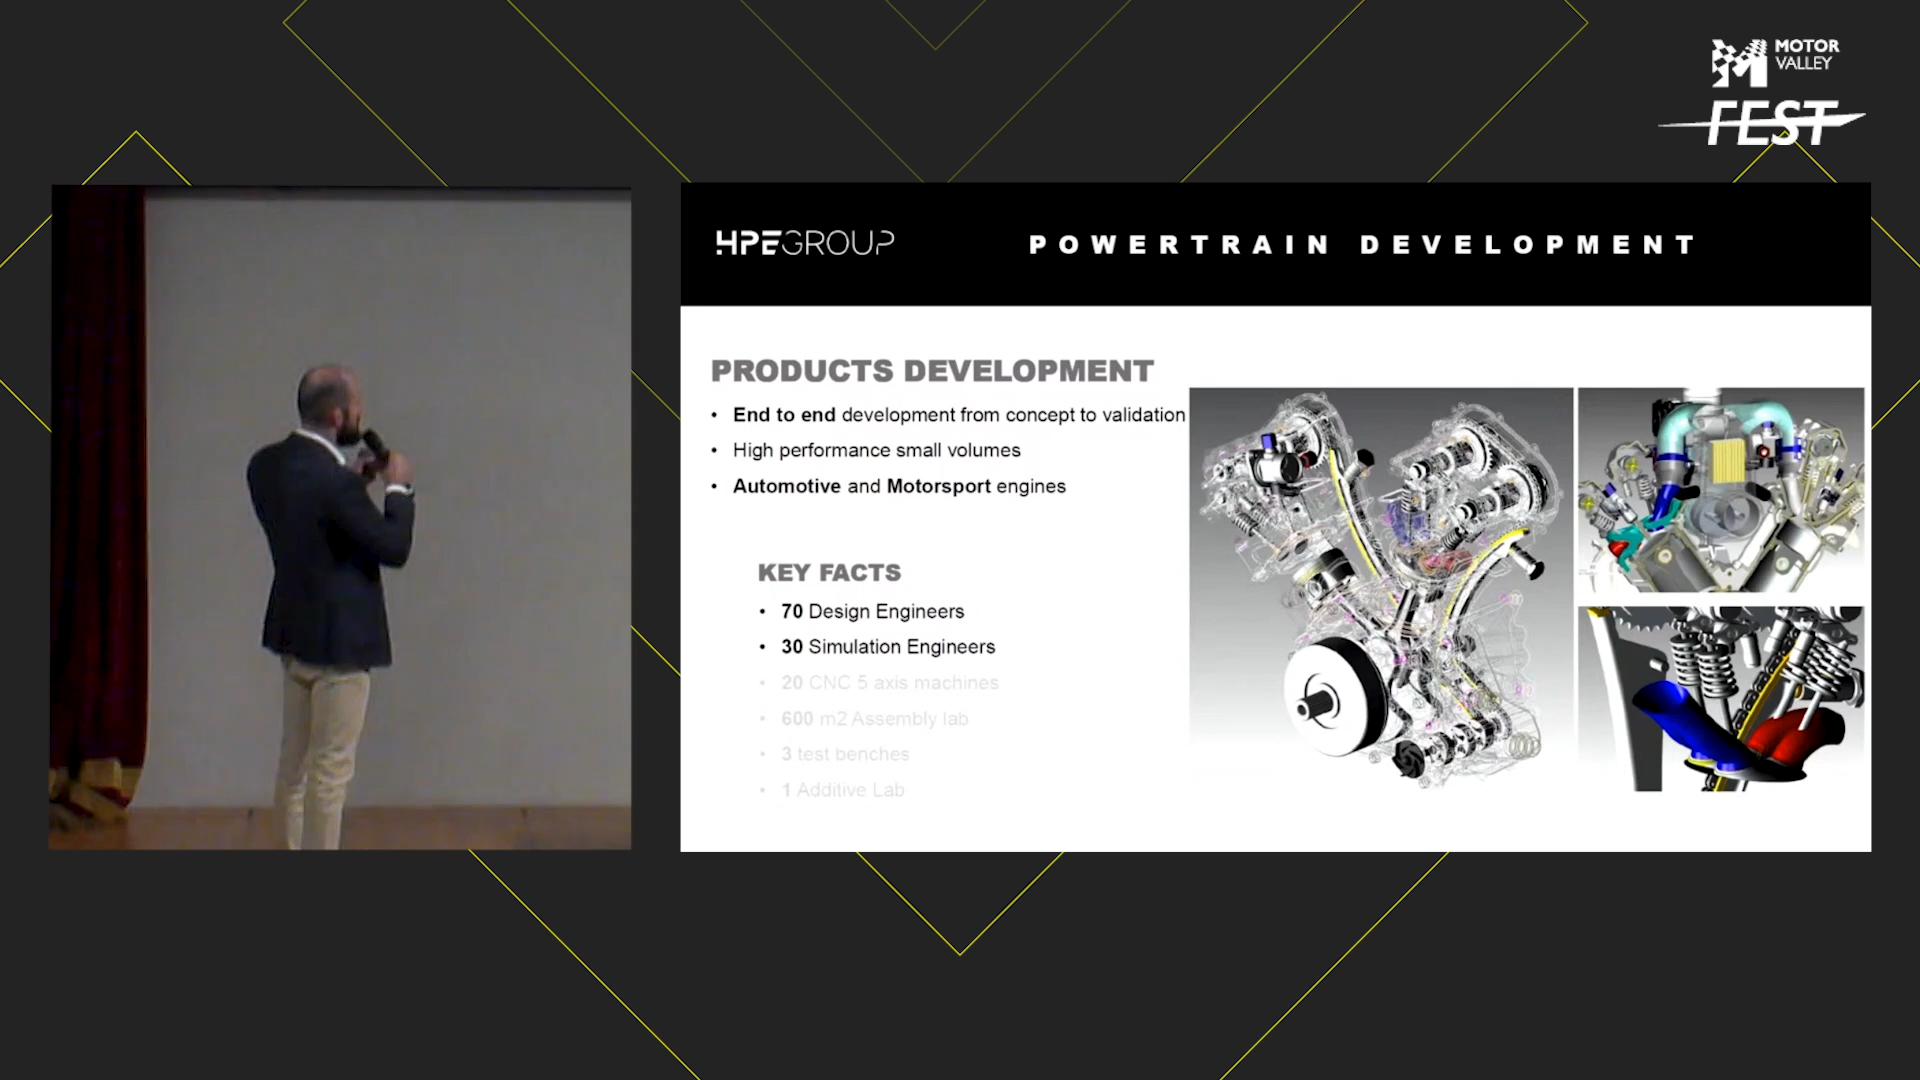 MOTOR
VALLEY
FEST
HPEGROUP
POWERTRAIN DEVELOPMENT
PRODUCTS DEVELOPMENT
• End to end development from concept to validation
• High performance small volumes
• Automotive and Motorsport engines
KEY FACTS
• 70 Design Engineers
• 30 Simulation Engineers
• 20 CNC 5 axis machines
• 600 m2 Assembly lab
• 3 test benches
• 1 Additive Lab